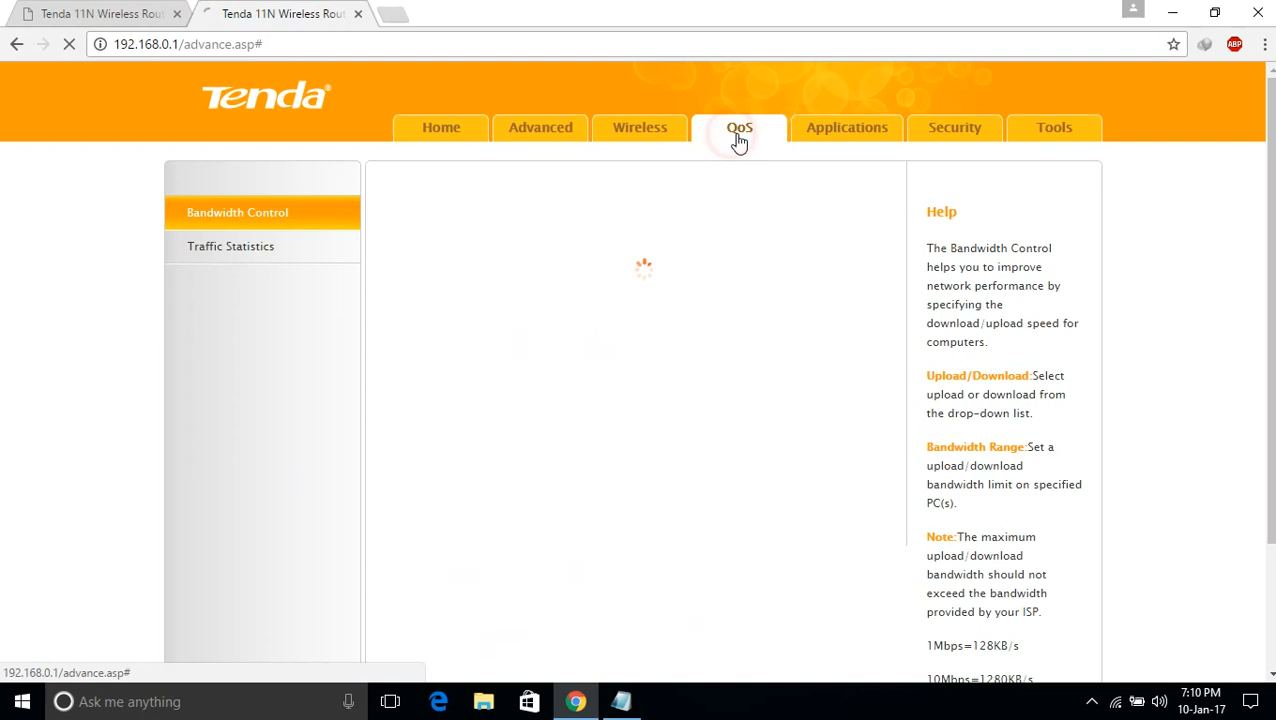 Tenda 11N Wireless Rout
Tenda 11N Wireless Rout
192.168.0.1/advance.asp#
ABP
Tenda
Home
Advanced
Wireless
QoS
Applications
Security
Tools
Bandwidth Control
Traffic Statistics
Help
The Bandwidth Control
helps you to improve
network performance by
specifying the
download/upload speed for
computers.
Upload/Download:Select
upload or download from
the drop-down list.
Bandwidth Range:Set a
upload/download
bandwidth limit on specified
PC(s).
Note:The maximum
upload/download
bandwidth should not
exceed the bandwidth
provided by your ISP.
1Mbps=128KB/s
10Mbps=1280KB/s
192.168.0.1/advance.asp#
Ask me anything
7:10 PM
10-Jan-17